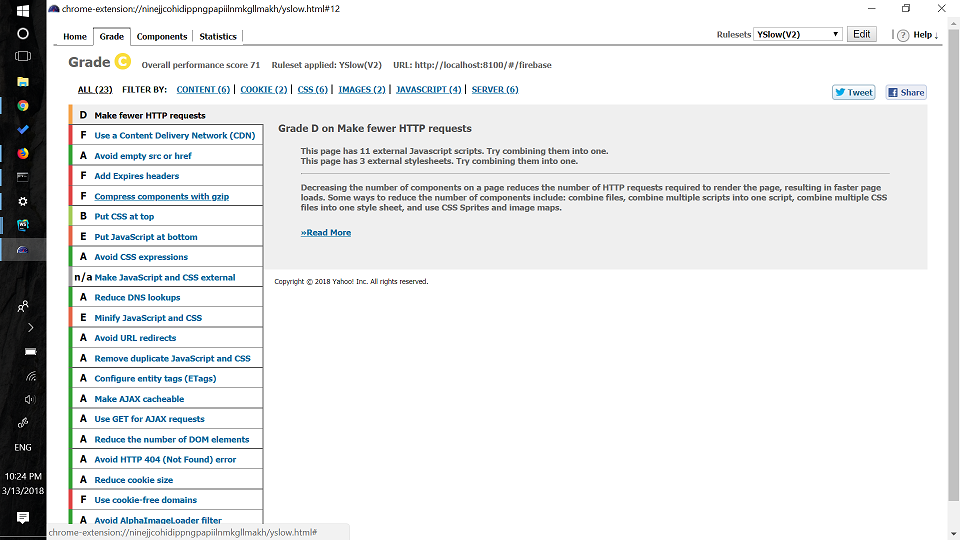 chrome-extension://ninejjcohidippngpapiilnmkgllmakh/yslow.html#12
Home Grade Components Statistics
Rulesets YSlow(V2) Edit | Help ↓
Grade C Overall performance score 71 Ruleset applied: YSlow(V2) URL: http://localhost:8100/#/firebase
ALL (23) FILTER BY: CONTENT (6) | COOKIE (2) | CSS (6) | IMAGES (2) | JAVASCRIPT (4) | SERVER (6)
Tweet Share
D Make fewer HTTP requests
F Use a Content Delivery Network (CDN)
A Avoid empty src or href
F Add Expires headers
F Compress components with gzip
B Put CSS at top
E Put JavaScript at bottom
A Avoid CSS expressions
n/a Make JavaScript and CSS external
A Reduce DNS lookups
E Minify JavaScript and CSS
A Avoid URL redirects
A Remove duplicate JavaScript and CSS
A Configure entity tags (ETags)
A Make AJAX cacheable
A Use GET for AJAX requests
A Reduce the number of DOM elements
A Avoid HTTP 404 (Not Found) error
A Reduce cookie size
F Use cookie-free domains
A Avoid AlphaImageLoader filter
Grade D on Make fewer HTTP requests
This page has 11 external Javascript scripts. Try combining them into one.
This page has 3 external stylesheets. Try combining them into one.
Decreasing the number of components on a page reduces the number of HTTP requests required to render the page, resulting in faster page
loads. Some ways to reduce the number of components include: combine files, combine multiple scripts into one script, combine multiple CSS
files into one style sheet, and use CSS Sprites and image maps.
»Read More
Copyright © 2018 Yahoo! Inc. All rights reserved.
chrome-extension://ninejjcohidippngpapiilnmkgllmakh/yslow.html#
ENG
10:24 PM
3/13/2018